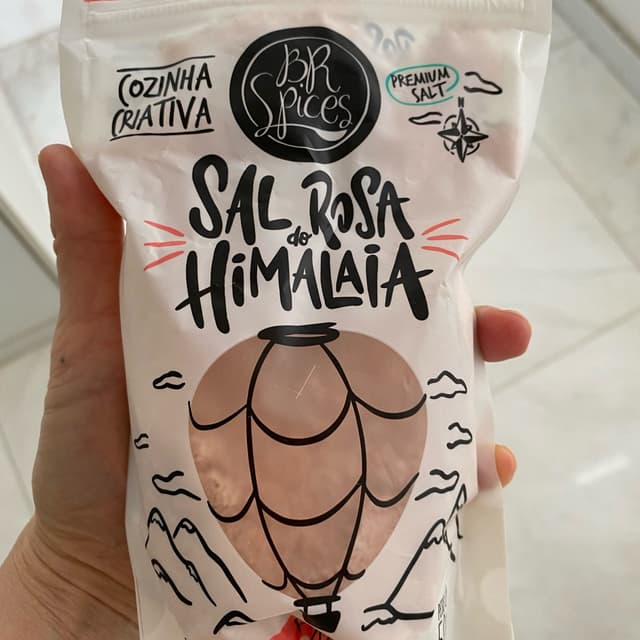 COZINHA
CRIATIVA
BR
Spices
PREMIUM
SALT
N
SAL ROSA
do
HIMALAIA